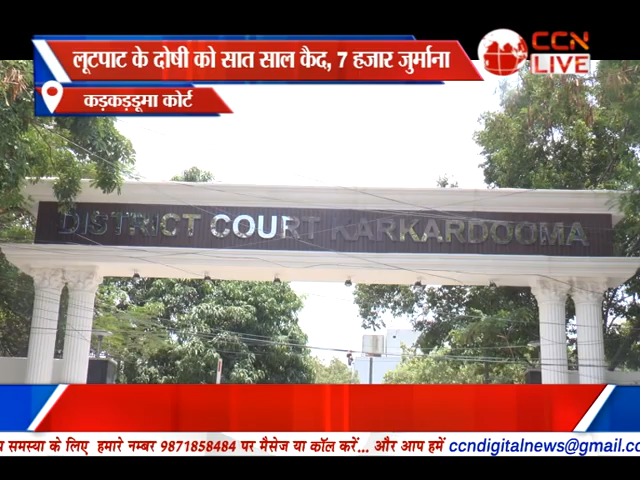 लूटपाट के दोषी को सात साल कैद, 7 हजार जुर्माना
CCN
LIVE
कड़कड़डूमा कोर्ट
DISTRICT COURT KARKARDOOMA
समस्या के लिए हमारे नम्बर 9871858484 पर मैसेज या कॉल करें... और आप हमें ccndigitalnews@gmail.co